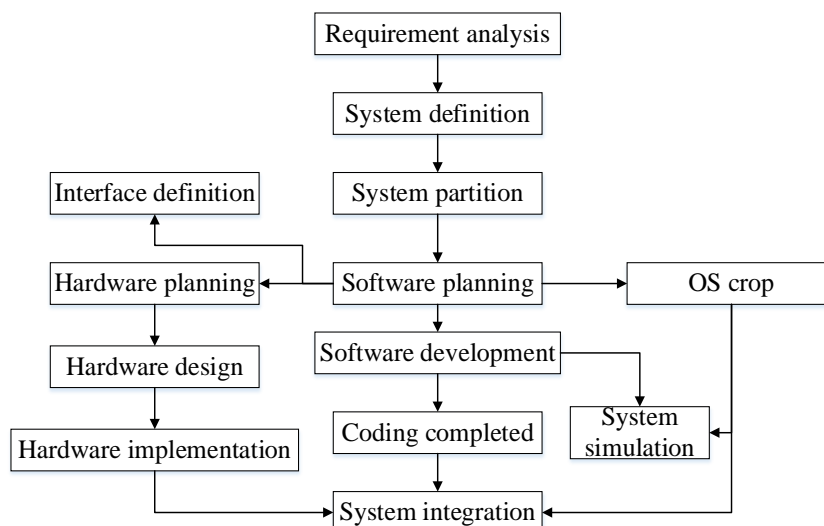 Requirement analysis
System definition
Interface definition
System partition
Hardware planning
Software planning
OS crop
Hardware design
Software development
Hardware implementation
Coding completed
System
simulation
System integration